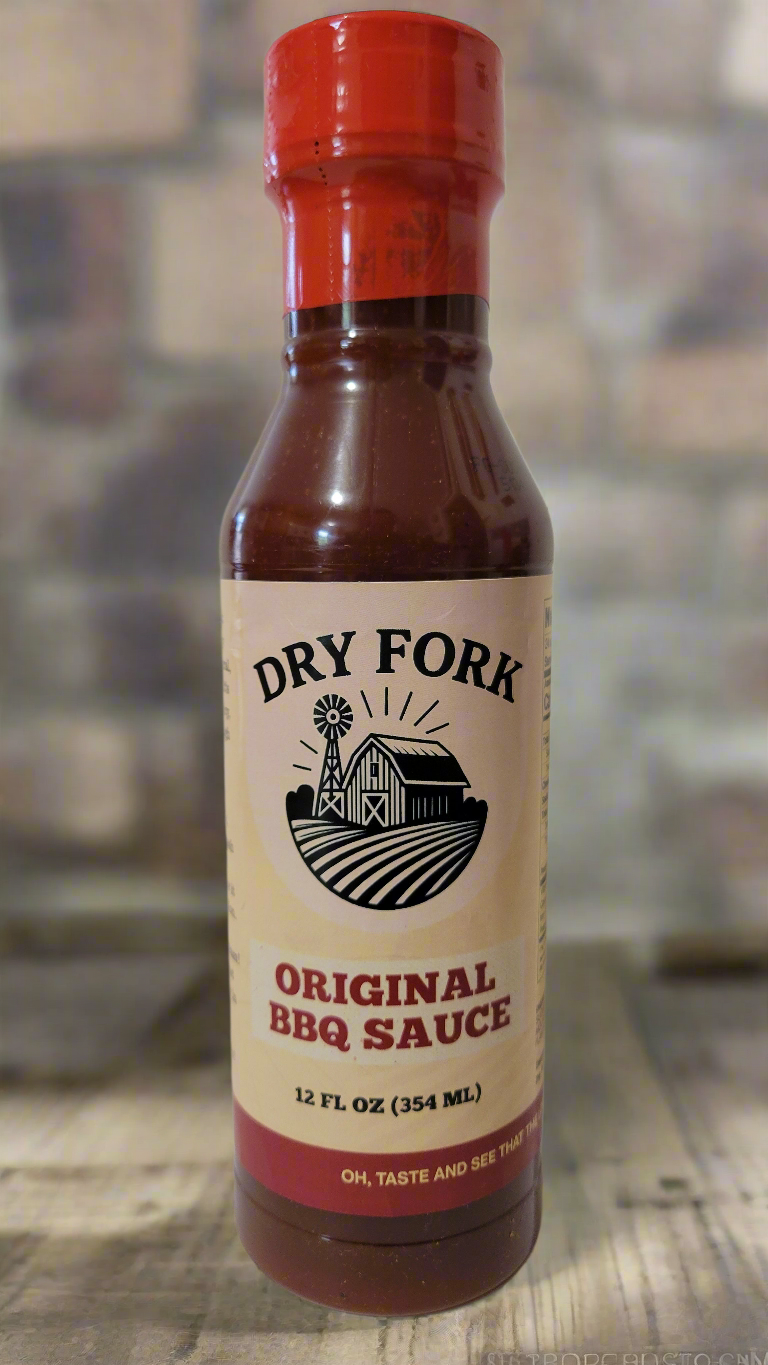 DRY FORK
ORIGINAL
BBQ SAUCE
12 FL OZ (354 ML)
OH, TASTE AND SEE THAT